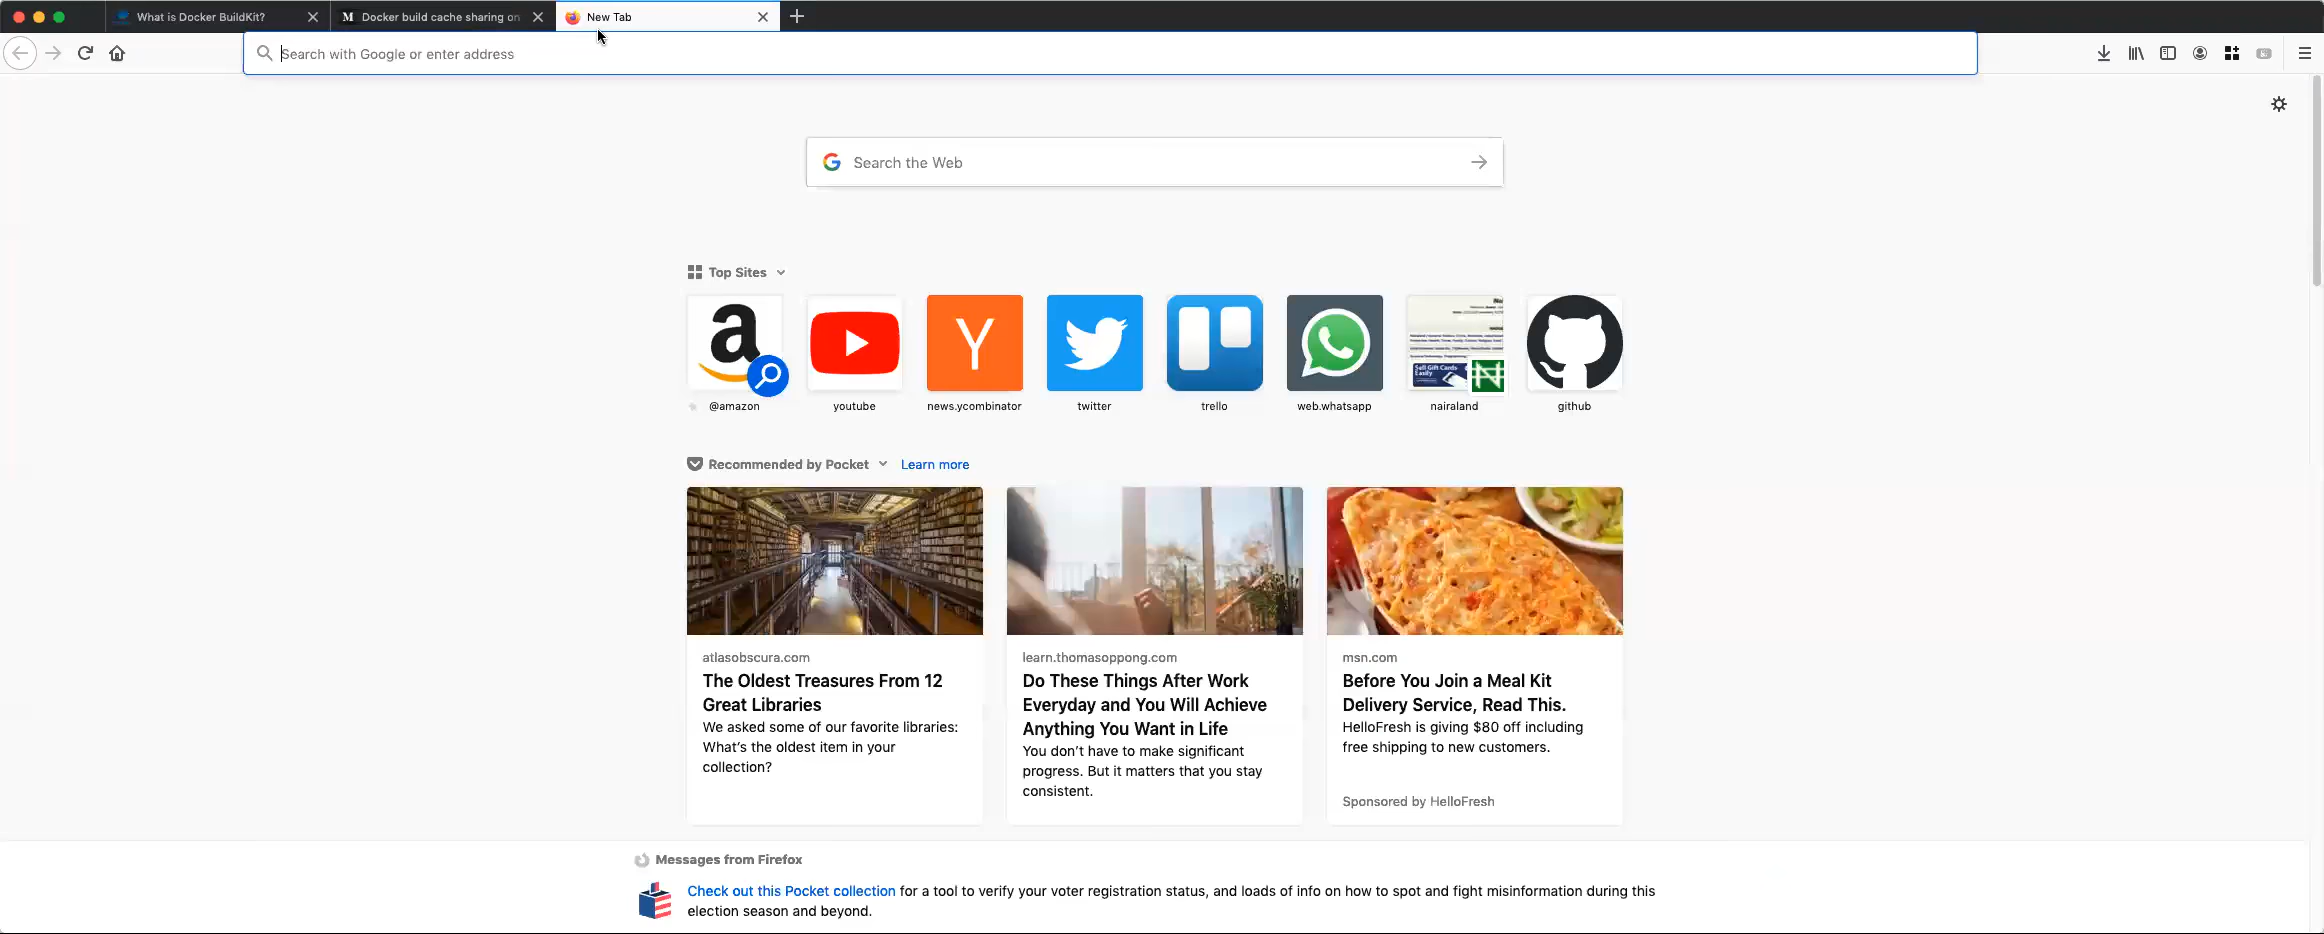 What is Docker BuildKit?
M Docker build cache sharing on
New Tab
Search with Google or enter address
G Search the Web
Top Sites
a
Y
N
@amazon
youtube
news.ycombinator
twitter
trello
web.whatsapp
nairaland
github
Sell Gift Cards
Easily
Recommended by Pocket
Learn more
atlasobscura.com
The Oldest Treasures From 12
Great Libraries
We asked some of our favorite libraries:
What's the oldest item in your
collection?
learn.thomasoppong.com
Do These Things After Work
Everyday and You Will Achieve
Anything You Want in Life
You don't have to make significant
progress. But it matters that you stay
consistent.
msn.com
Before You Join a Meal Kit
Delivery Service, Read This.
HelloFresh is giving $80 off including
free shipping to new customers.
Sponsored by HelloFresh
Messages from Firefox
Check out this Pocket collection for a tool to verify your voter registration status, and loads of info on how to spot and fight misinformation during this
election season and beyond.